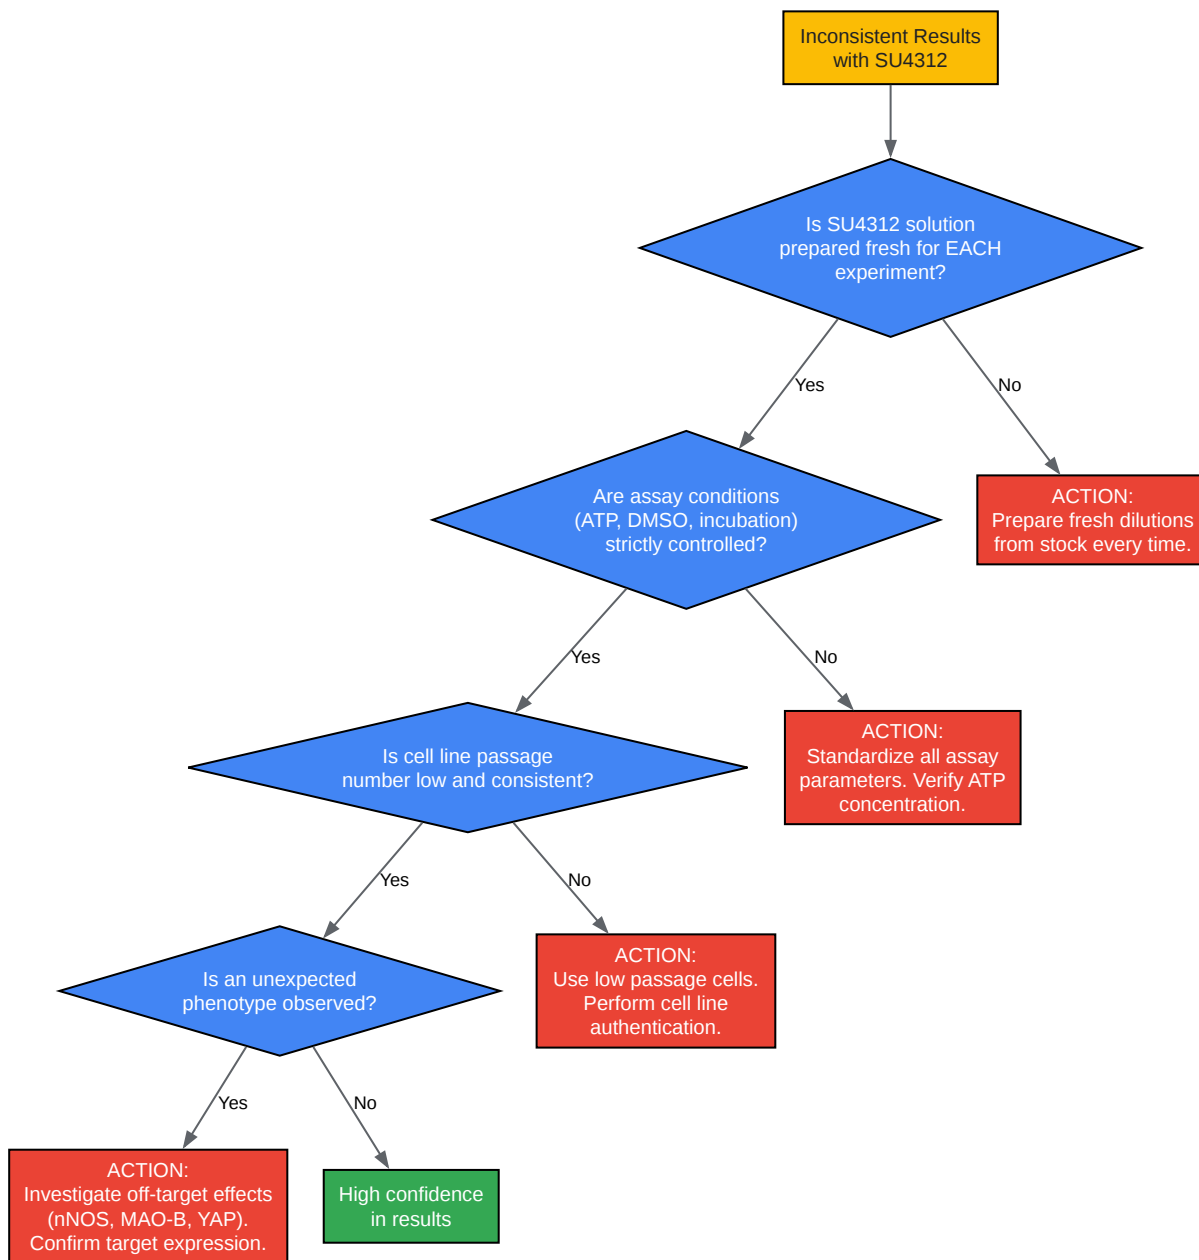 Inconsistent Results
with SU4312
Is SU4312 solution
prepared fresh for EACH
experiment?
Yes
No
Are assay conditions
(ATP, DMSO, incubation)
strictly controlled?
ACTION:
Prepare fresh dilutions
from stock every time.
Yes
No
Is cell line passage
number low and consistent?
ACTION:
Standardize all assay
parameters. Verify ATP
concentration.
Yes
No
Is an unexpected
phenotype observed?
ACTION:
Use low passage cells.
Perform cell line
authentication.
Yes
No
ACTION:
Investigate off-target effects
(nNOS, MAO-B, YAP).
Confirm target expression.
High confidence
in results